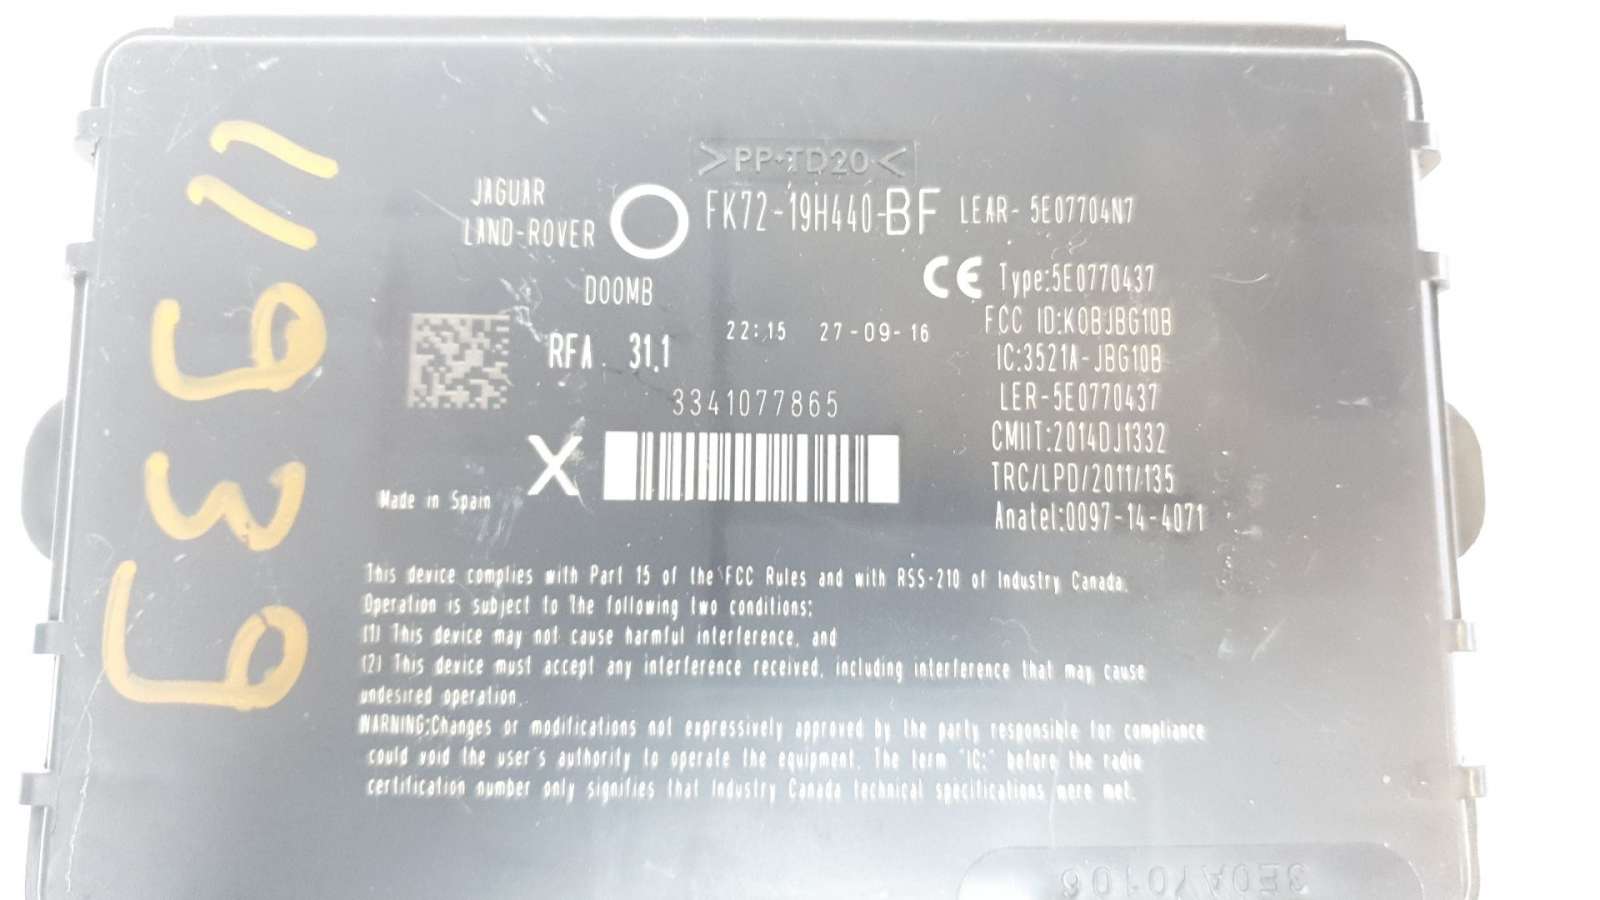 >PP-TD20<
JAGUAR
LAND-ROVER
FK72-19H440-BF LEAR- 5E07704N7
D00MB
CE Type:5E0770437
FCC ID:KOBJBG10B
22:15 27-09-16
RFA 31.1
IC:3521A-JBG10B
LER-5E0770437
3341077865
CMIIT:2014DJ1332
X
TRC/LPD/2011/135
Made in Spain
Anatel:0097-14-4071
This device complies with Part 15 of the FCC Rules and with RSS-210 of Industry Canada.
Operation is subject to The following two conditions:
(1) This device may not cause harmful interference, and
(2) This device must accept any interference received, including interference that may cause
undesired operation.
WARNING:Changes or modifications not expressively approved by the party responsible for compliance
could void the user's authority to operate the equipment. The term "IC:" before the radio
certification number only signifies that Industry Canada technical specifications were met.